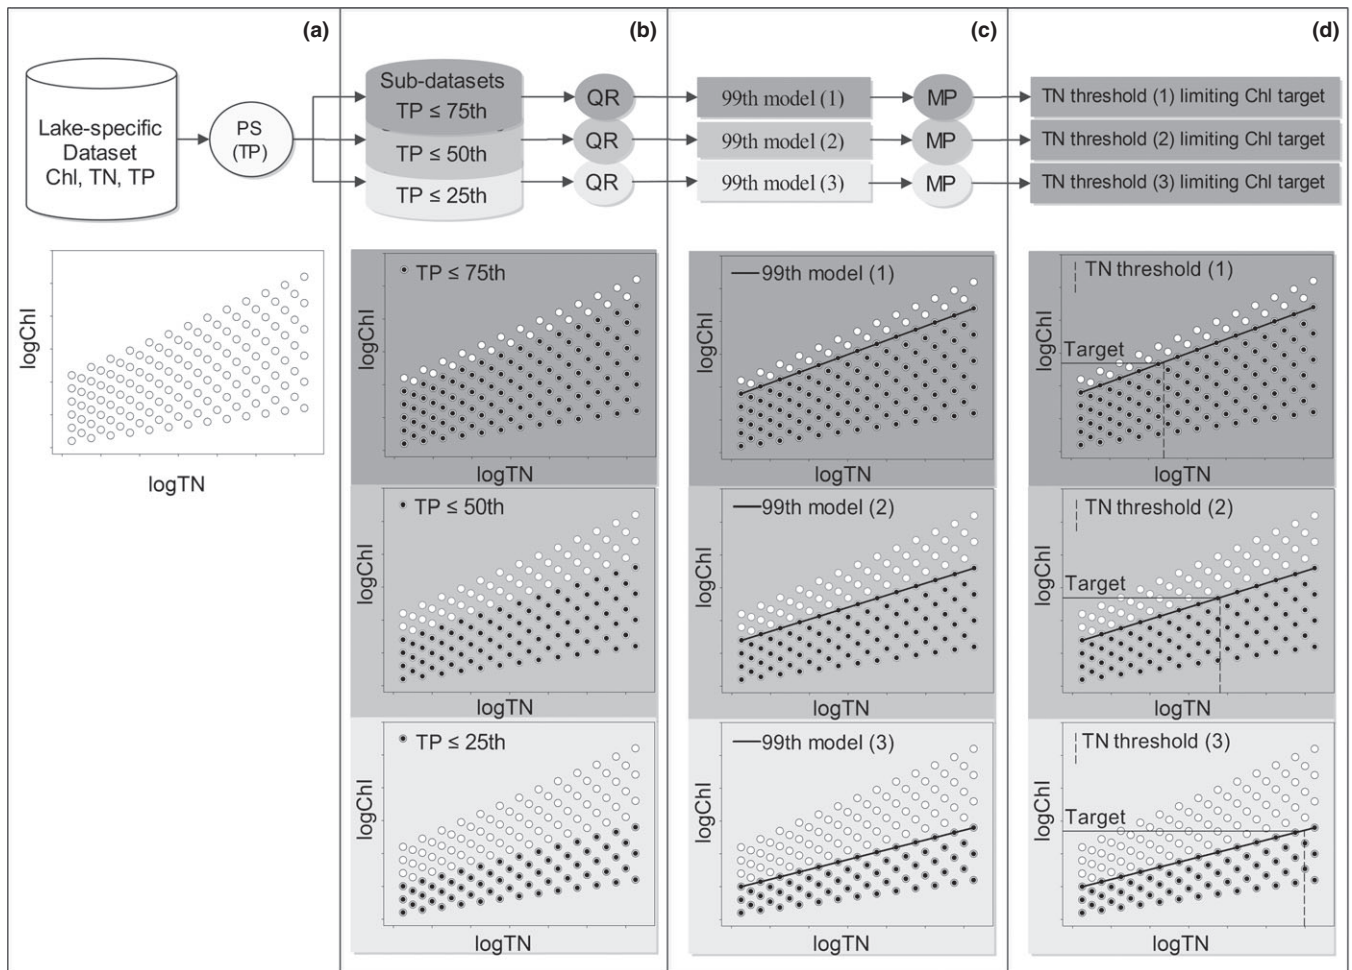 (a)
Lake-specific
Dataset
Chl, TN, TP
PS
(TP)
logChl
logTN
(b)
Sub-datasets
TP ≤ 75th
TP ≤ 50th
TP ≤ 25th
QR
QR
QR
TP ≤ 75th
logChl
logTN
TP ≤ 50th
logChl
logTN
TP ≤ 25th
logChl
logTN
(c)
99th model (1)
99th model (2)
99th model (3)
MP
MP
MP
99th model (1)
logChl
logTN
99th model (2)
logChl
logTN
99th model (3)
logChl
logTN
(d)
TN threshold (1) limiting Chl target
TN threshold (2) limiting Chl target
TN threshold (3) limiting Chl target
TN threshold (1)
Target
logChl
logTN
TN threshold (2)
Target
logChl
logTN
TN threshold (3)
Target
logChl
logTN